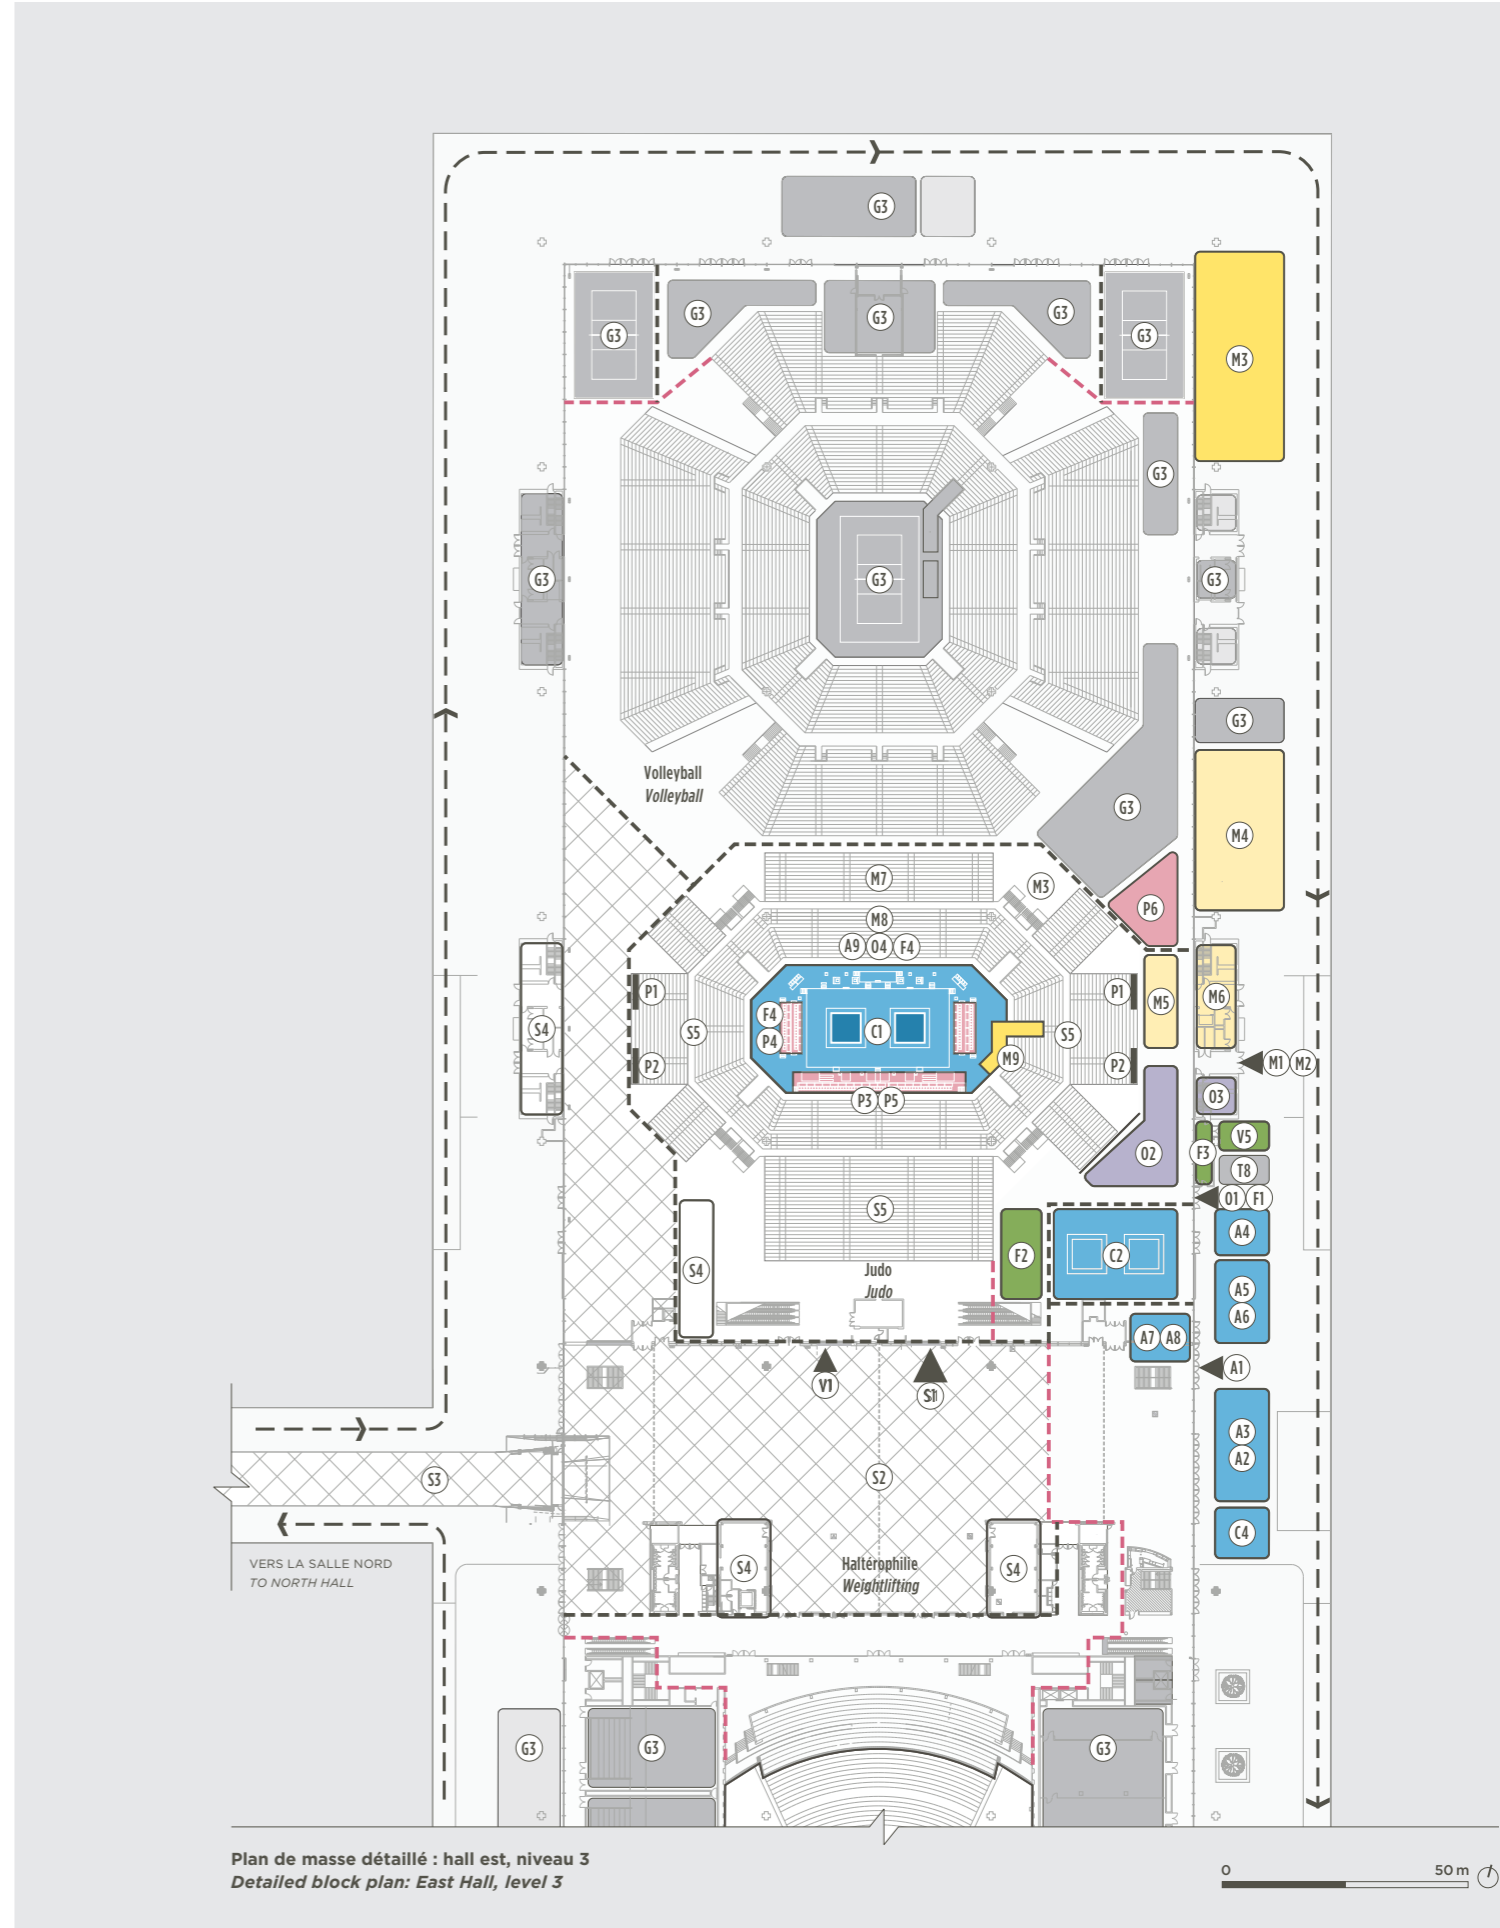 G3
G3
G3
G3
G3
G3
M3
G3
G3
G3
G3
G3
Volleyball
Volleyball
G3
M4
M7
M3
P6
M8
A9 O4 F4
P1
P1
M5
M6
F4
S4
S5
C1
S5
P4
M9
M1 M2
P2
P2
O3
P3 P5
V5
F3
O2
T8
O1 F1
S5
A4
F2
C2
S4
Judo
Judo
A5
A6
A7 A8
A1
V1
S1
A3
A2
S3
S2
C4
VERS LA SALLE NORD
TO NORTH HALL
S4
Haltérophilie
Weightlifting
S4
G3
G3
G3
Plan de masse détaillé : hall est, niveau 3
Detailed block plan: East Hall, level 3
0 50 m